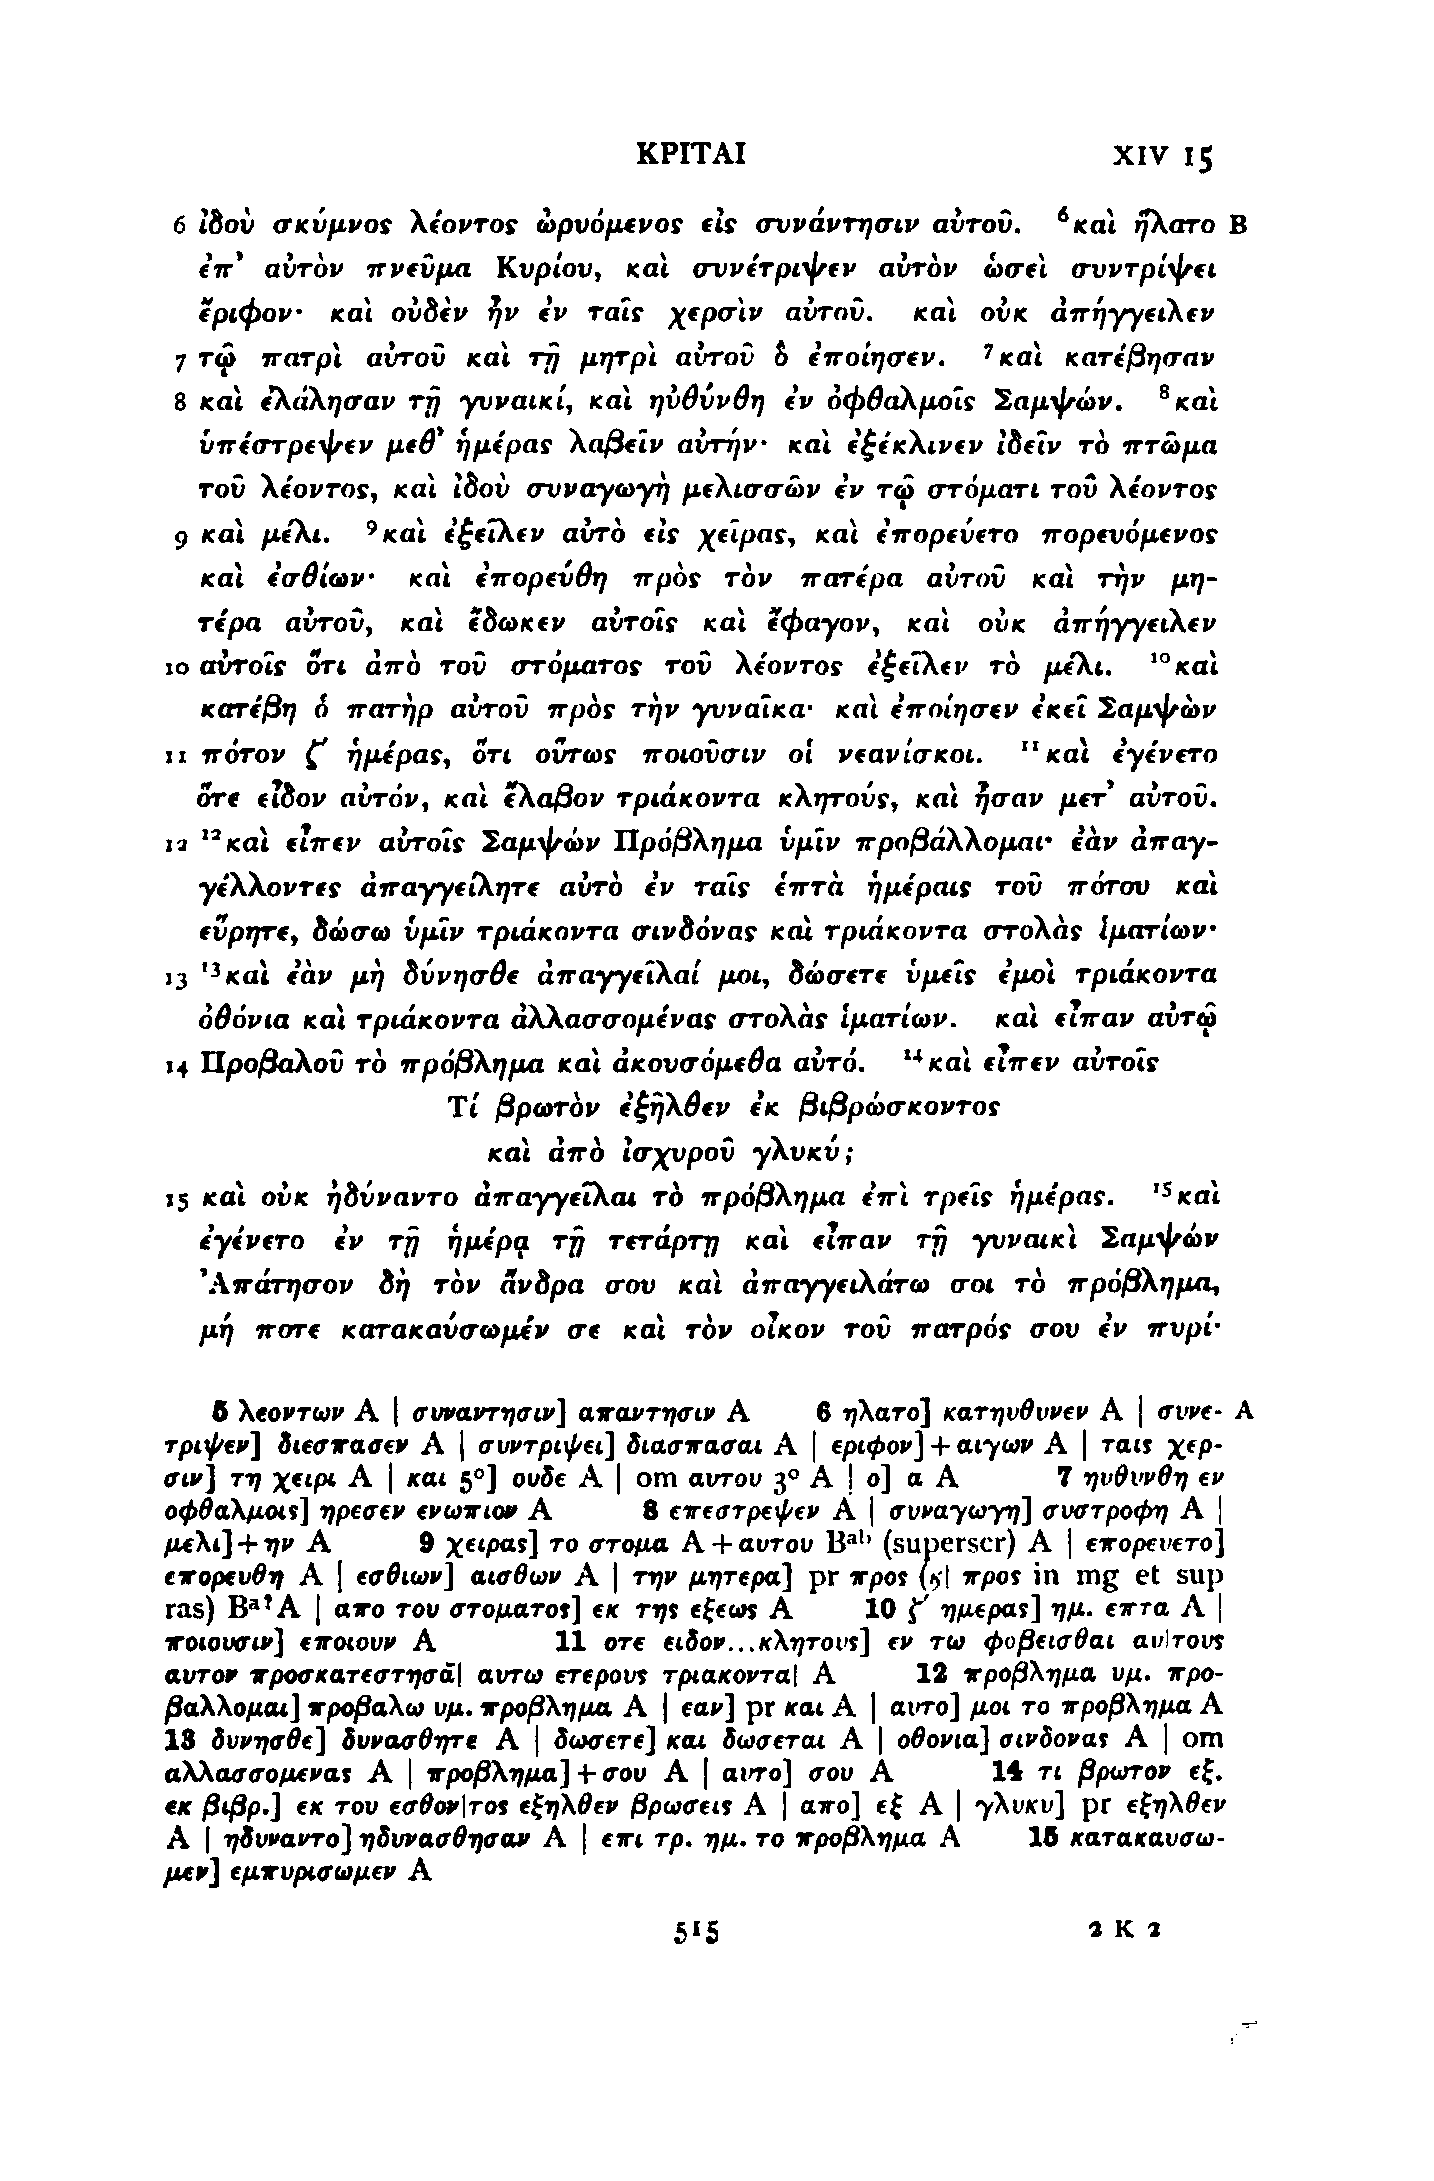 ΚΡΙΤΑΙ XIV 15
6 ἰδοὺ σκύμνος λέοντος ὠρυόμενος εἰς συνάντησιν αὐτοῦ. ⁶καὶ ἥλατο B
ἐπ’ αὐτὸν πνεῦμα Κυρίου, καὶ συνέτριψεν αὐτὸν ὡσεὶ συντρίψει
ἔριφον· καὶ οὐδὲν ἦν ἐν ταῖς χερσὶν αὐτοῦ. καὶ οὐκ ἀπήγγειλεν
7 τῷ πατρὶ αὐτοῦ καὶ τῇ μητρὶ αὐτοῦ ὃ ἐποίησεν. ⁷καὶ κατέβησαν
8 καὶ ἐλάλησαν τῇ γυναικί, καὶ ηὐθύνθη ἐν ὀφθαλμοῖς Σαμψών. ⁸καὶ
ὑπέστρεψεν μεθ’ ἡμέρας λαβεῖν αὐτήν· καὶ ἐξέκλινεν ἰδεῖν τὸ πτῶμα
τοῦ λέοντος, καὶ ἰδοὺ συναγωγὴ μελισσῶν ἐν τῷ στόματι τοῦ λέοντος
9 καὶ μέλι. ⁹καὶ ἐξεῖλεν αὐτὸ εἰς χεῖρας, καὶ ἐπορεύετο πορευόμενος
καὶ ἐσθίων· καὶ ἐπορεύθη πρὸς τὸν πατέρα αὐτοῦ καὶ τὴν μη-
τέρα αὐτοῦ, καὶ ἔδωκεν αὐτοῖς καὶ ἔφαγον, καὶ οὐκ ἀπήγγειλεν
10 αὐτοῖς ὅτι ἀπὸ τοῦ στόματος τοῦ λέοντος ἐξεῖλεν τὸ μέλι. ¹⁰καὶ
κατέβη ὁ πατὴρ αὐτοῦ πρὸς τὴν γυναῖκα· καὶ ἐποίησεν ἐκεῖ Σαμψὼν
11 πότον ζ′ ἡμέρας, ὅτι οὕτως ποιοῦσιν οἱ νεανίσκοι. ¹¹καὶ ἐγένετο
ὅτε εἶδον αὐτόν, καὶ ἔλαβον τριάκοντα κλητούς, καὶ ἦσαν μετ’ αὐτοῦ.
12 ¹²καὶ εἶπεν αὐτοῖς Σαμψών Πρόβλημα ὑμῖν προβάλλομαι· ἐὰν ἀπαγ-
γέλλοντες ἀπαγγείλητε αὐτὸ ἐν ταῖς ἑπτὰ ἡμέραις τοῦ πότου καὶ
εὕρητε, δώσω ὑμῖν τριάκοντα σινδόνας καὶ τριάκοντα στολὰς ἱματίων·
13 ¹³καὶ ἐὰν μὴ δύνησθε ἀπαγγεῖλαί μοι, δώσετε ὑμεῖς ἐμοὶ τριάκοντα
ὀθόνια καὶ τριάκοντα ἀλλασσομένας στολὰς ἱματίων. καὶ εἶπαν αὐτῷ
14 Προβαλοῦ τὸ πρόβλημα καὶ ἀκουσόμεθα αὐτό. ¹⁴καὶ εἶπεν αὐτοῖς
Τί βρωτὸν ἐξῆλθεν ἐκ βιβρώσκοντος
καὶ ἀπὸ ἰσχυροῦ γλυκύ;
15 καὶ οὐκ ἠδύναντο ἀπαγγεῖλαι τὸ πρόβλημα ἐπὶ τρεῖς ἡμέρας. ¹⁵καὶ
ἐγένετο ἐν τῇ ἡμέρᾳ τῇ τετάρτῃ καὶ εἶπαν τῇ γυναικὶ Σαμψών
Ἀπάτησον δὴ τὸν ἄνδρα σου καὶ ἀπαγγειλάτω σοι τὸ πρόβλημα,
μή ποτε κατακαύσωμέν σε καὶ τὸν οἶκον τοῦ πατρός σου ἐν πυρί·
5 λεοντων A | συναντησιν] απαντησιν A 6 ηλατο] κατηυθυνεν A | συνε- A
τριψεν] διεσπασεν A | συντριψει] διασπασαι A | εριφον]+αιγων A | ταις χερ-
σιν] τη χειρι A | και 5°] ουδε A | om αυτου 3° A | ο] α A 7 ηυθυνθη εν
οφθαλμοις] ηρεσεν ενωπιον A 8 επεστρεψεν A | συναγωγη] συστροφη A |
μελι]+ην A 9 χειρας] το στομα A +αυτου Bᵃᵇ (superscr) A | επορευετο]
επορευθη A | εσθιων] αισθων A | την μητερα] pr προς (ϗ| προς in mg et sup
ras) Bᵃ?A | απο του στοματος] εκ της εξεως A 10 ζ′ ημερας] ημ. επτα A |
ποιουσιν] εποιουν A 11 οτε ειδον...κλητους] εν τω φοβεισθαι αυ|τους
αυτον προσκατεστησᾱ| αυτω ετερους τριακοντα| A 12 προβλημα υμ. προ-
βαλλομαι] προβαλω υμ. προβλημα A | εαν] pr και A | αυτο] μοι το προβλημα A
13 δυνησθε] δυνασθητε A | δωσετε] και δωσεται A | οθονια] σινδονας A | om
αλλασσομενας A | προβλημα]+σου A | αυτο] σου A 14 τι βρωτον εξ.
εκ βιβρ.] εκ του εσθον|τος εξηλθεν βρωσεις A | απο] εξ A | γλυκυ] pr εξηλθεν
A | ηδυναντο] ηδυνασθησαν A | επι τρ. ημ. το προβλημα A 15 κατακαυσω-
μεν] εμπυρισωμεν A
515 2 K 2